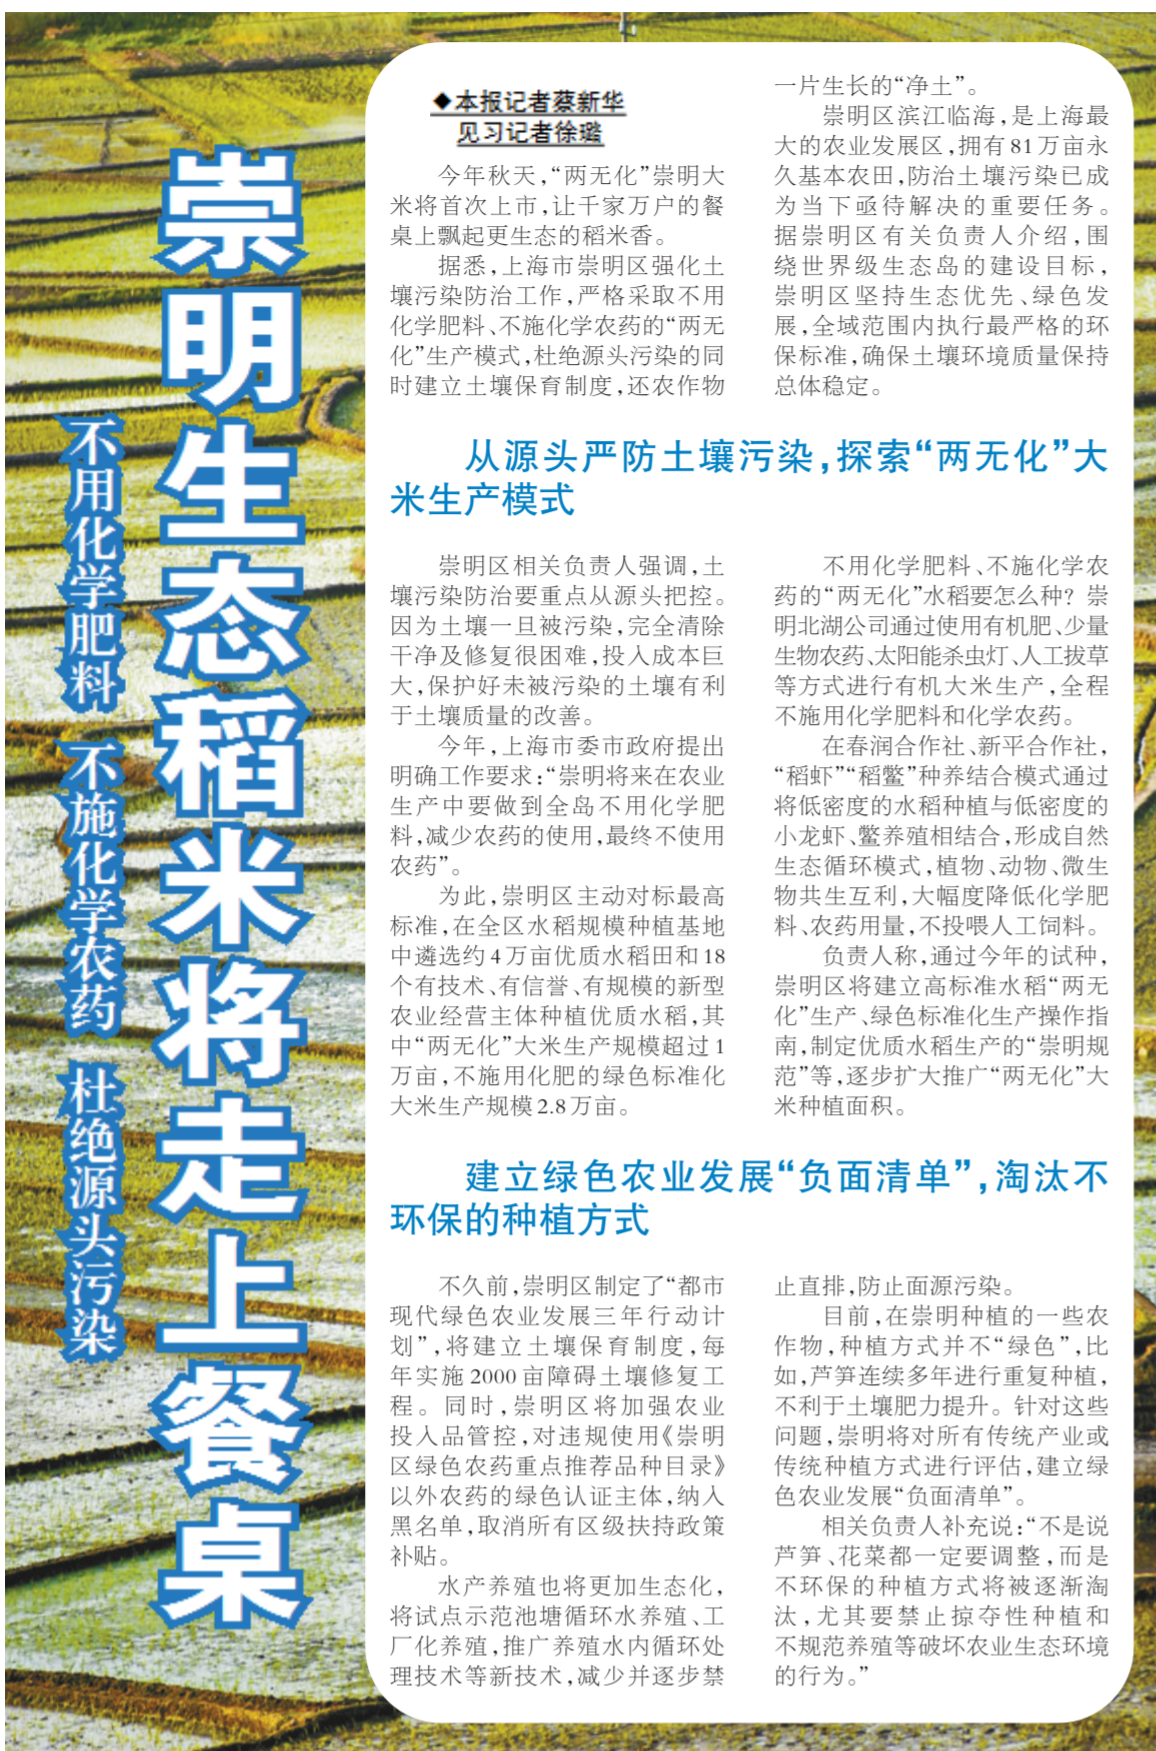 崇明生态稻米将走上餐桌
不用化学肥料 不施化学农药 杜绝源头污染
◆本报记者蔡新华
见习记者徐璐
今年秋天，“两无化”崇明大
米将首次上市，让千家万户的餐
桌上飘起更生态的稻米香。
据悉，上海市崇明区强化土
壤污染防治工作，严格采取不用
化学肥料、不施化学农药的“两无
化”生产模式，杜绝源头污染的同
时建立土壤保育制度，还农作物
一片生长的“净土”。
崇明区滨江临海，是上海最
大的农业发展区，拥有81万亩永
久基本农田，防治土壤污染已成
为当下亟待解决的重要任务。
据崇明区有关负责人介绍，围
绕世界级生态岛的建设目标，
崇明区坚持生态优先、绿色发
展，全域范围内执行最严格的环
保标准，确保土壤环境质量保持
总体稳定。
从源头严防土壤污染，探索“两无化”大
米生产模式
崇明区相关负责人强调，土
壤污染防治要重点从源头把控。
因为土壤一旦被污染，完全清除
干净及修复很困难，投入成本巨
大，保护好未被污染的土壤有利
于土壤质量的改善。
今年，上海市委市政府提出
明确工作要求：“崇明将来在农业
生产中要做到全岛不用化学肥
料，减少农药的使用，最终不使用
农药”。
为此，崇明区主动对标最高
标准，在全区水稻规模种植基地
中遴选约4万亩优质水稻田和18
个有技术、有信誉、有规模的新型
农业经营主体种植优质水稻，其
中“两无化”大米生产规模超过1
万亩，不施用化肥的绿色标准化
大米生产规模2.8万亩。
不用化学肥料、不施化学农
药的“两无化”水稻要怎么种？崇
明北湖公司通过使用有机肥、少量
生物农药、太阳能杀虫灯、人工拔草
等方式进行有机大米生产，全程
不施用化学肥料和化学农药。
在春润合作社、新平合作社，
“稻虾”“稻鳖”种养结合模式通过
将低密度的水稻种植与低密度的
小龙虾、鳖养殖相结合，形成自然
生态循环模式，植物、动物、微生
物共生互利，大幅度降低化学肥
料、农药用量，不投喂人工饲料。
负责人称，通过今年的试种，
崇明区将建立高标准水稻“两无
化”生产、绿色标准化生产操作指
南，制定优质水稻生产的“崇明规
范”等，逐步扩大推广“两无化”大
米种植面积。
建立绿色农业发展“负面清单”，淘汰不
环保的种植方式
不久前，崇明区制定了“都市
现代绿色农业发展三年行动计
划”，将建立土壤保育制度，每
年实施2000亩障碍土壤修复工
程。同时，崇明区将加强农业
投入品管控，对违规使用《崇明
区绿色农药重点推荐品种目录》
以外农药的绿色认证主体，纳入
黑名单，取消所有区级扶持政策
补贴。
水产养殖也将更加生态化，
将试点示范池塘循环水养殖、工
厂化养殖，推广养殖水内循环处
理技术等新技术，减少并逐步禁
止直排，防止面源污染。
目前，在崇明种植的一些农
作物，种植方式并不“绿色”，比
如，芦笋连续多年进行重复种植，
不利于土壤肥力提升。针对这些
问题，崇明将对所有传统产业或
传统种植方式进行评估，建立绿
色农业发展“负面清单”。
相关负责人补充说：“不是说
芦笋、花菜都一定要调整，而是
不环保的种植方式将被逐渐淘
汰，尤其要禁止掠夺性种植和
不规范养殖等破坏农业生态环境
的行为。”